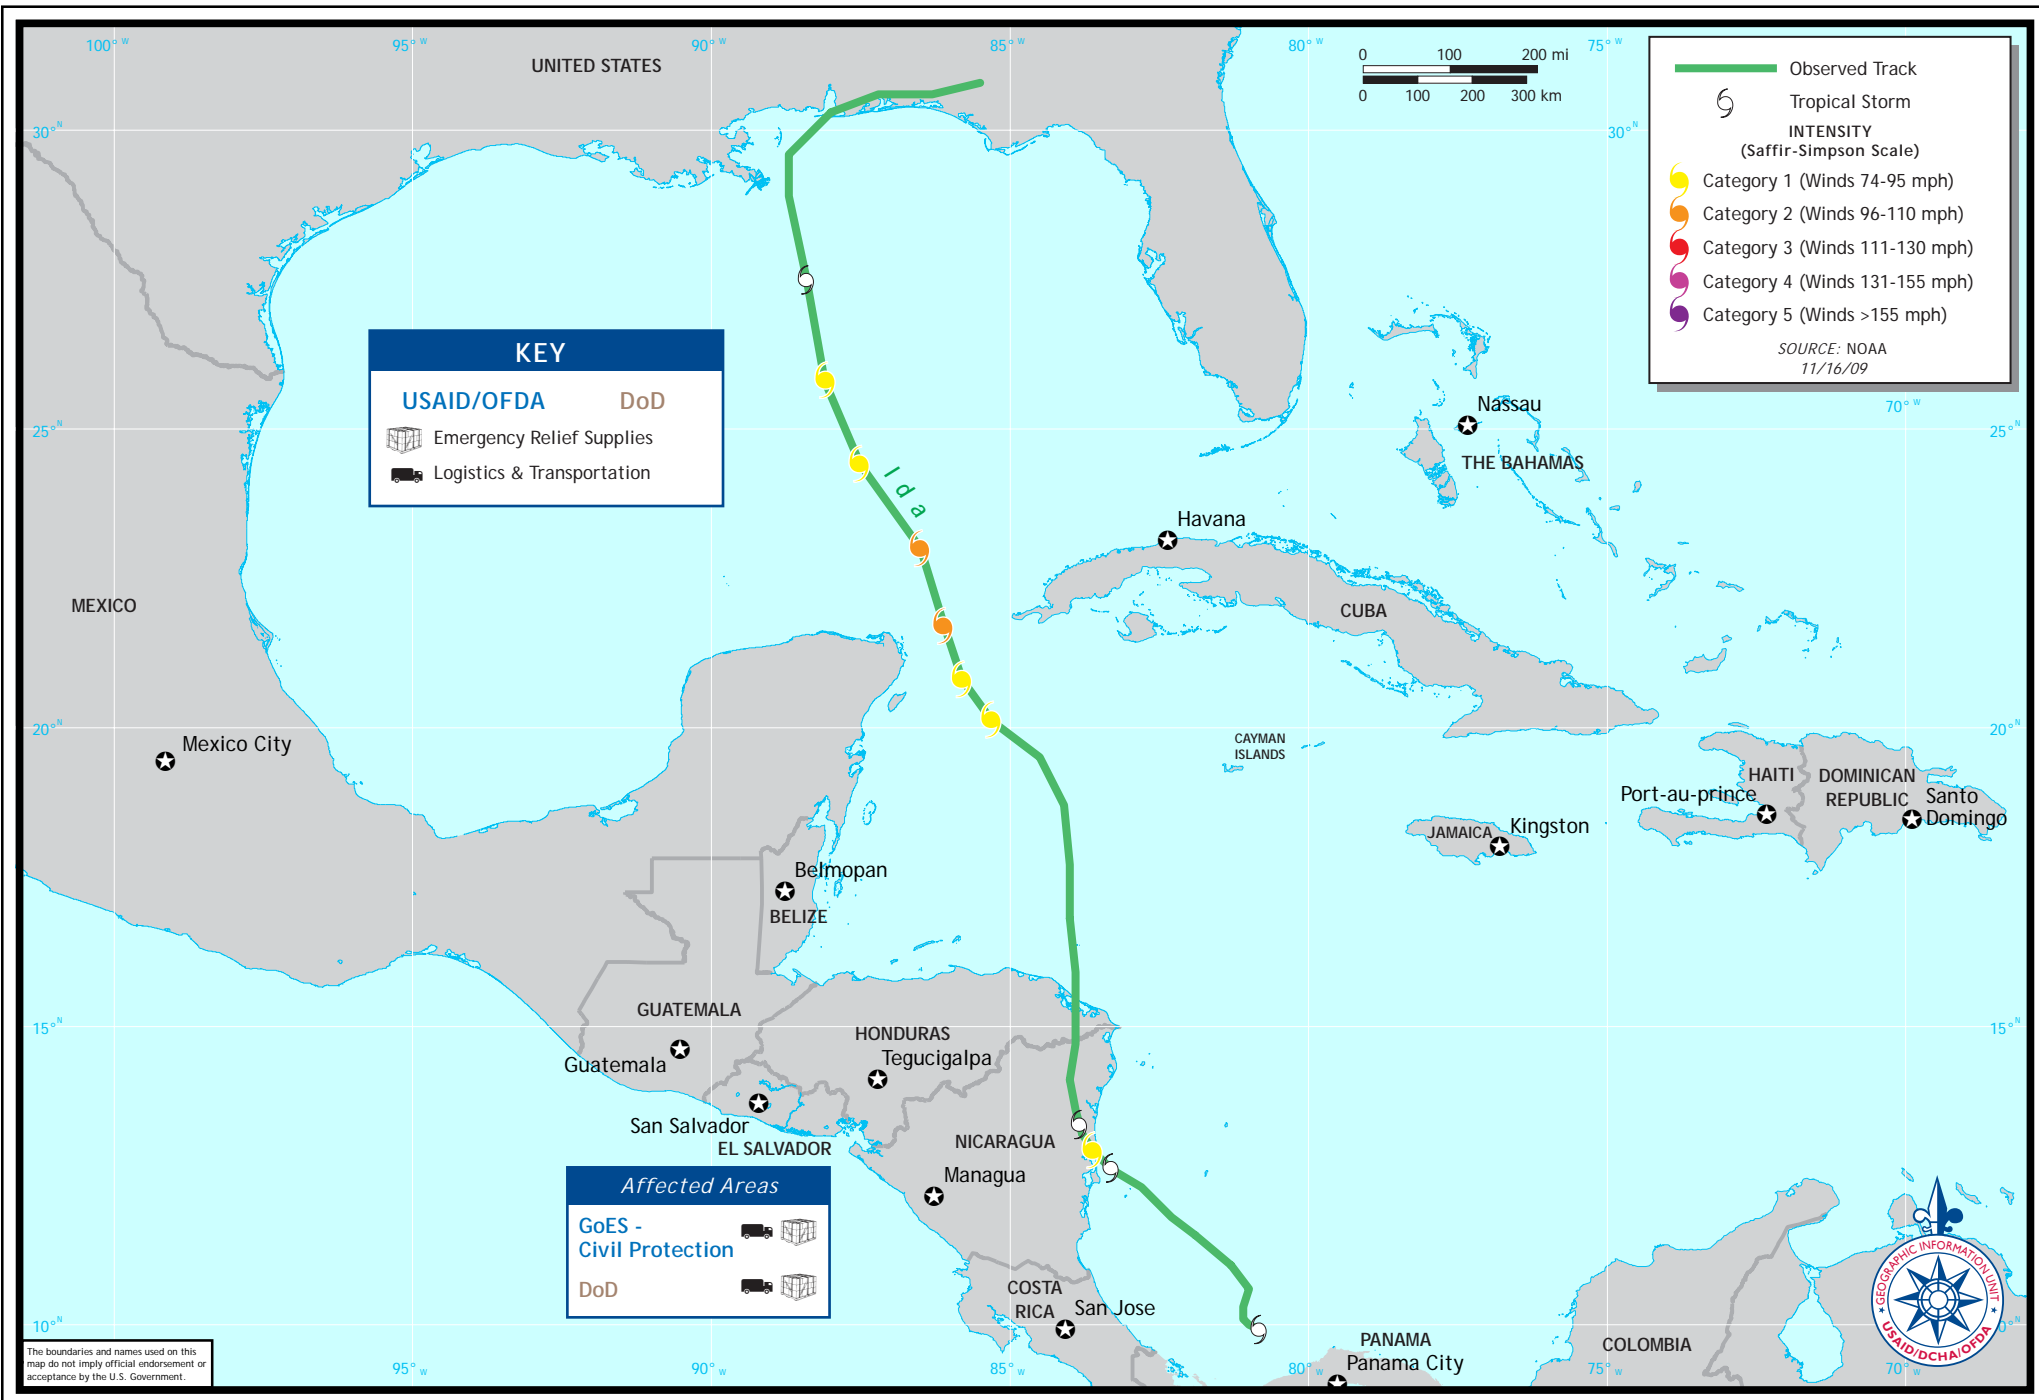 100° W
95° W
90° W
85° W
80° W
75° W
UNITED STATES
0 100 200 mi
0 100 200 300 km
Observed Track
Tropical Storm
INTENSITY
(Saffir-Simpson Scale)
Category 1 (Winds 74-95 mph)
Category 2 (Winds 96-110 mph)
Category 3 (Winds 111-130 mph)
Category 4 (Winds 131-155 mph)
Category 5 (Winds >155 mph)
SOURCE: NOAA
11/16/09
30° N
30° N
KEY
USAID/OFDA DoD
Emergency Relief Supplies
Logistics & Transportation
70° W
25° N
25° N
Nassau
THE BAHAMAS
Ida
Havana
CUBA
MEXICO
20° N
20° N
Mexico City
CAYMAN
ISLANDS
HAITI
DOMINICAN
REPUBLIC
Port-au-prince
Santo
Domingo
JAMAICA
Kingston
Belmopan
BELIZE
15° N
15° N
GUATEMALA
Guatemala
HONDURAS
Tegucigalpa
San Salvador
EL SALVADOR
NICARAGUA
Managua
Affected Areas
GoES -
Civil Protection
DoD
COSTA
RICA
San Jose
PANAMA
Panama City
COLOMBIA
10° N
0° N
95° W
90° W
85° W
80° W
75° W
70° W
GEOGRAPHIC INFORMATION UNIT
USAID/DCHA/OFDA
The boundaries and names used on this
map do not imply official endorsement or
acceptance by the U.S. Government.